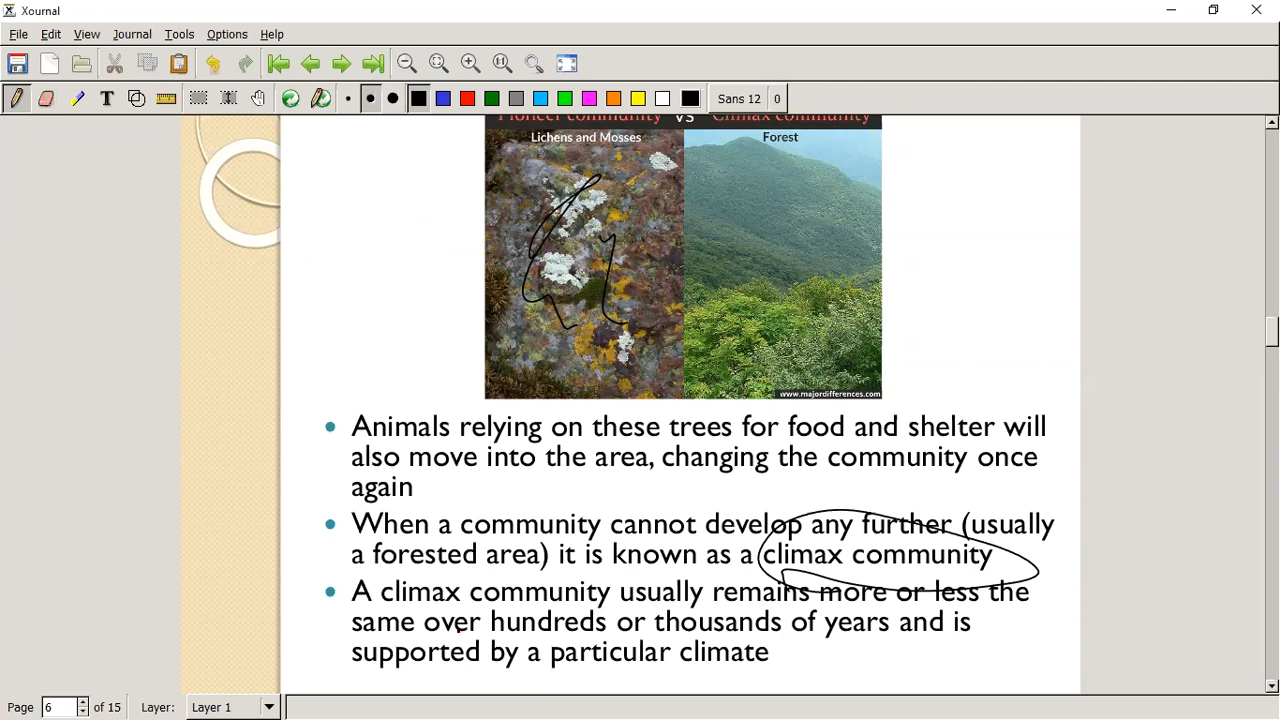 Xournal
File Edit View Journal Tools Options Help
Sans 12 0
Pioneer community vs Climax community
Lichens and Mosses Forest
www.majordifferences.com
Animals relying on these trees for food and shelter will
also move into the area, changing the community once
again
When a community cannot develop any further (usually
a forested area) it is known as a climax community
A climax community usually remains more or less the
same over hundreds or thousands of years and is
supported by a particular climate
Page 6 of 15 Layer: Layer 1